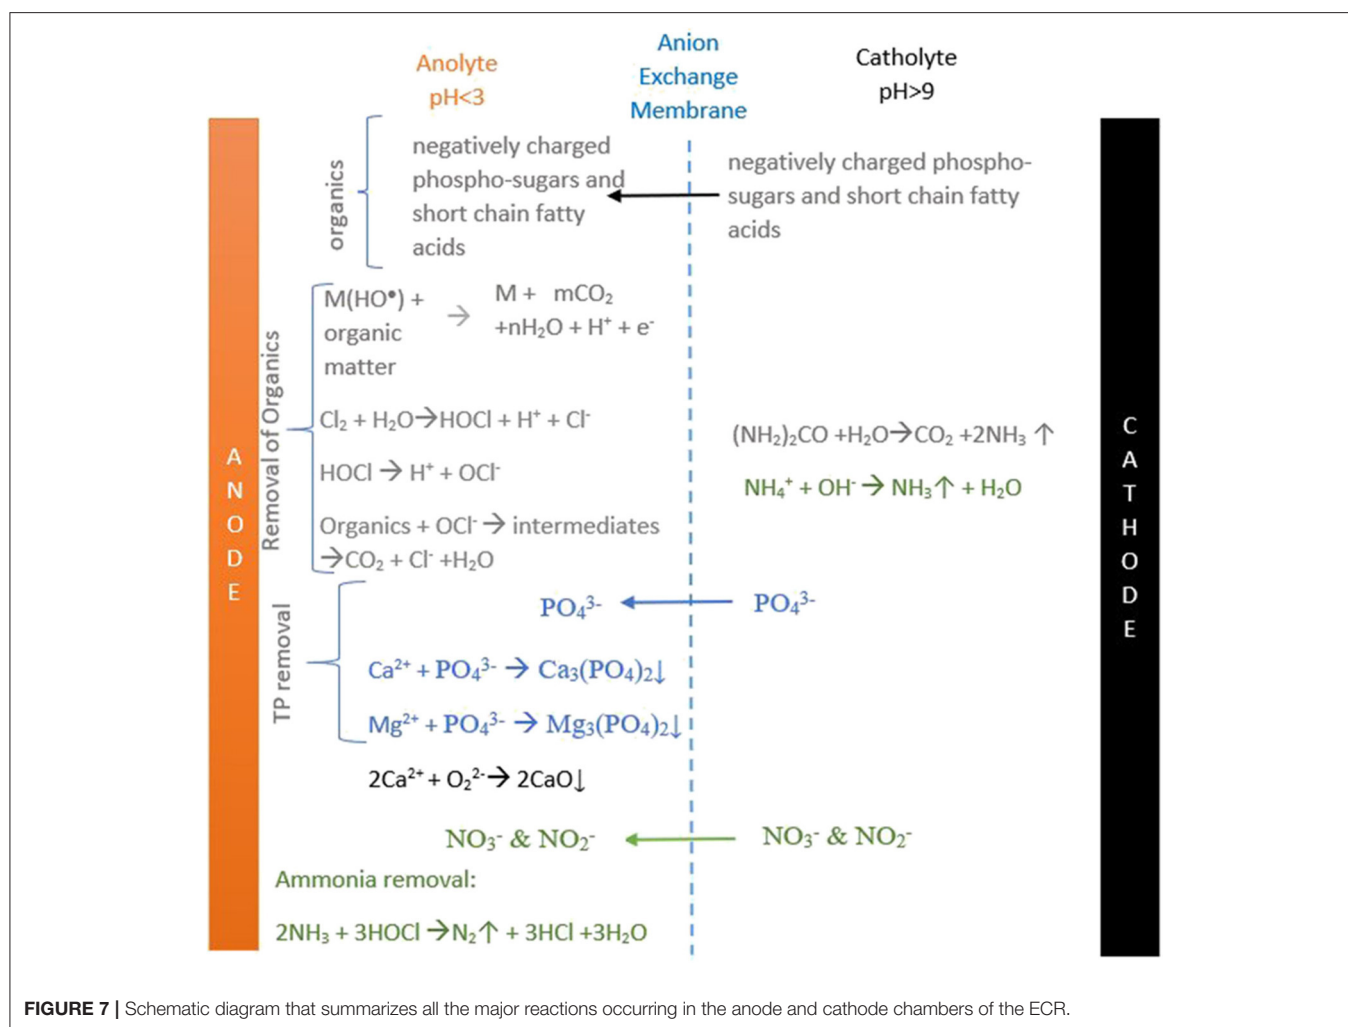 Anolyte
pH<3
Anion
Exchange
Membrane
Catholyte
pH>9
ANODE
organics
negatively charged
phospho-sugars and
short chain fatty
acids
negatively charged phospho-
sugars and short chain fatty
acids
Removal of Organics
M(HO•) +
organic
matter
→
M + mCO₂
+nH₂O + H⁺ + e⁻
Cl₂ + H₂O→HOCl + H⁺ + Cl⁻
HOCl → H⁺ + OCl⁻
Organics + OCl⁻ → intermediates
→CO₂ + Cl⁻ +H₂O
(NH₂)₂CO +H₂O→CO₂ +2NH₃ ↑
NH₄⁺ + OH⁻ → NH₃↑ + H₂O
CATHODE
TP removal
PO₄³⁻
PO₄³⁻
Ca²⁺ + PO₄³⁻ → Ca₃(PO₄)₂↓
Mg²⁺ + PO₄³⁻ → Mg₃(PO₄)₂↓
2Ca²⁺ + O₂²⁻→ 2CaO↓
NO₃⁻ & NO₂⁻
NO₃⁻ & NO₂⁻
Ammonia removal:
2NH₃ + 3HOCl →N₂↑ + 3HCl +3H₂O
FIGURE 7 | Schematic diagram that summarizes all the major reactions occurring in the anode and cathode chambers of the ECR.